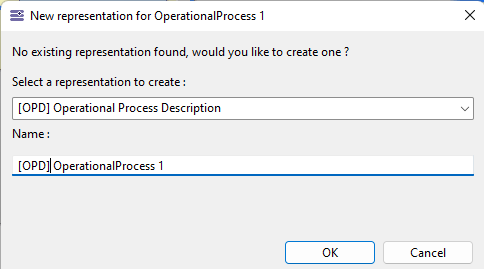 New representation for OperationalProcess 1
No existing representation found, would you like to create one ?
Select a representation to create :
[OPD] Operational Process Description
Name :
[OPD] OperationalProcess 1
OK
Cancel